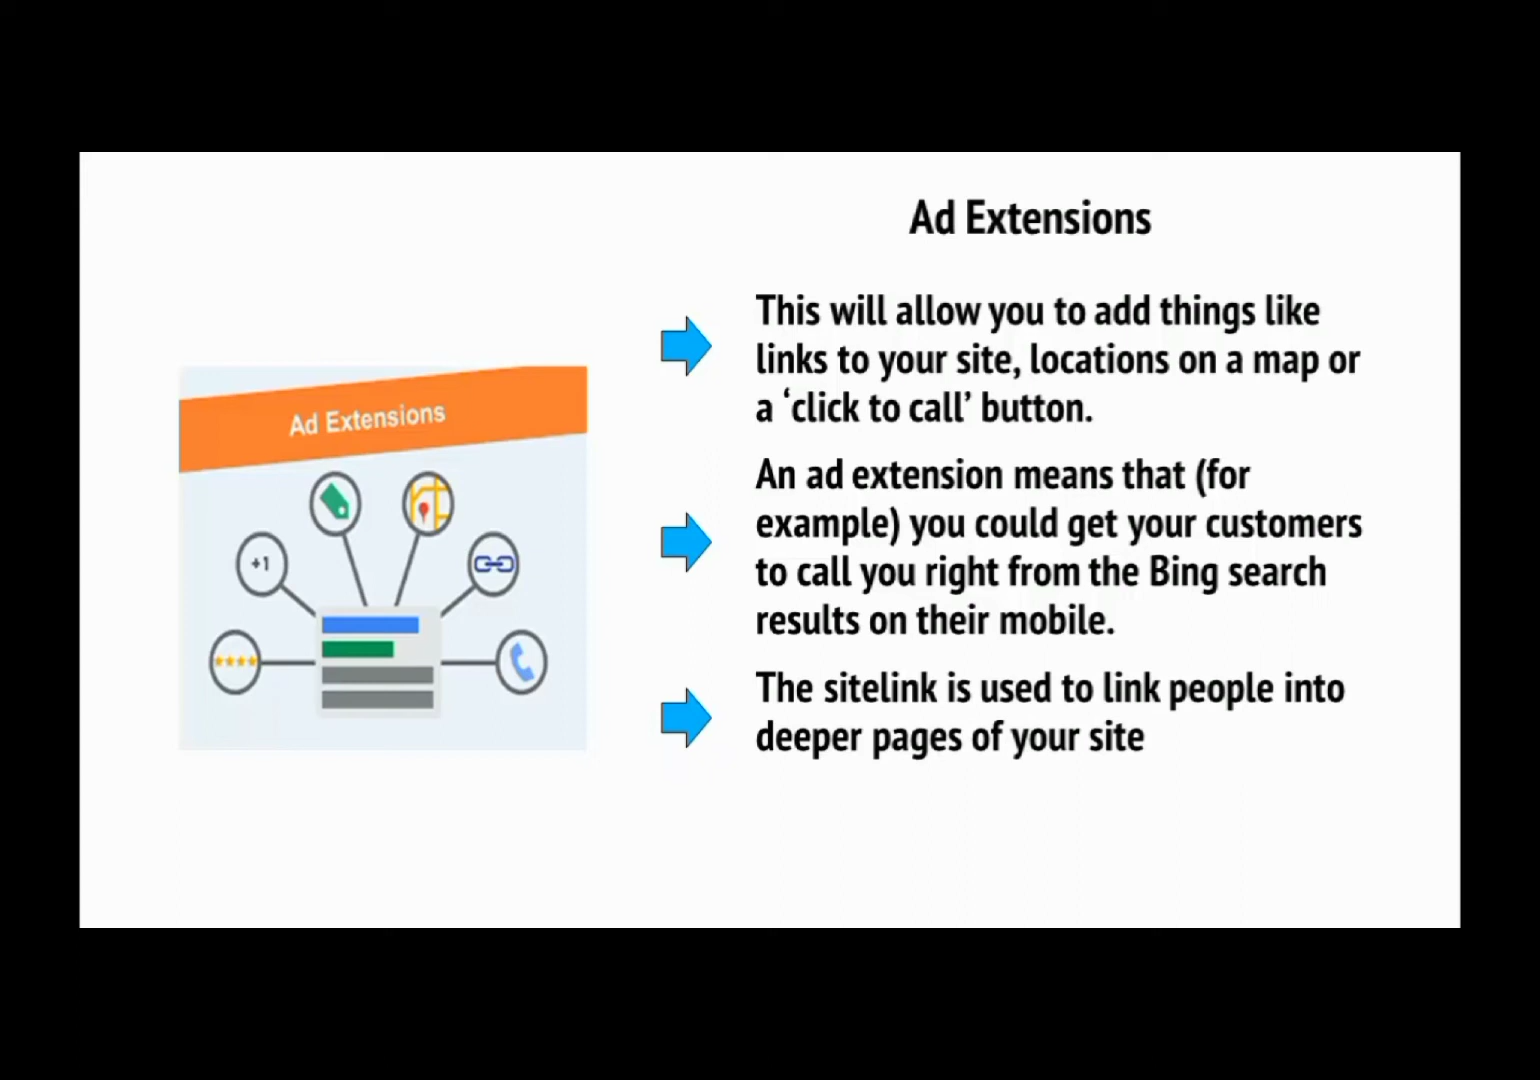 Ad Extensions
This will allow you to add things like
links to your site, locations on a map or
a ‘click to call’ button.
An ad extension means that (for
example) you could get your customers
to call you right from the Bing search
results on their mobile.
The sitelink is used to link people into
deeper pages of your site
Ad Extensions
+1